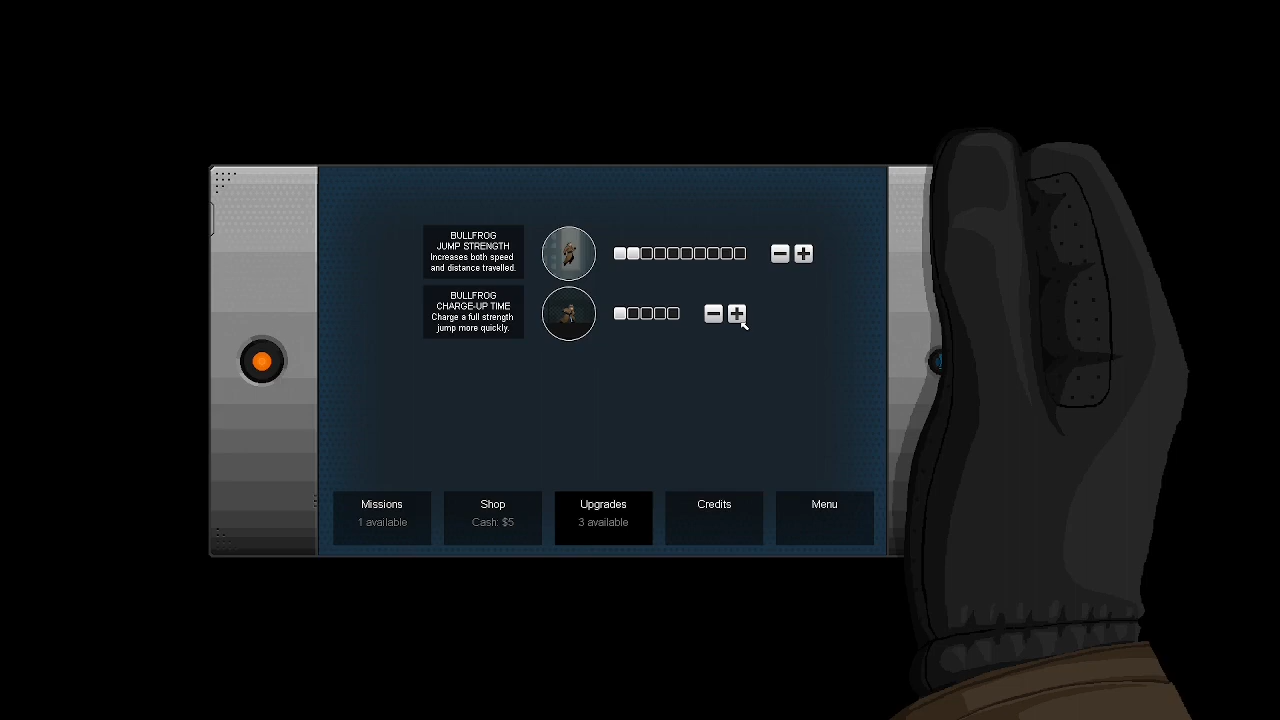 BULLFROG
JUMP STRENGTH
Increases both speed
and distance travelled.
BULLFROG
CHARGE-UP TIME
Charge a full strength
jump more quickly.
Missions
1 available
Shop
Cash: $5
Upgrades
3 available
Credits
Menu